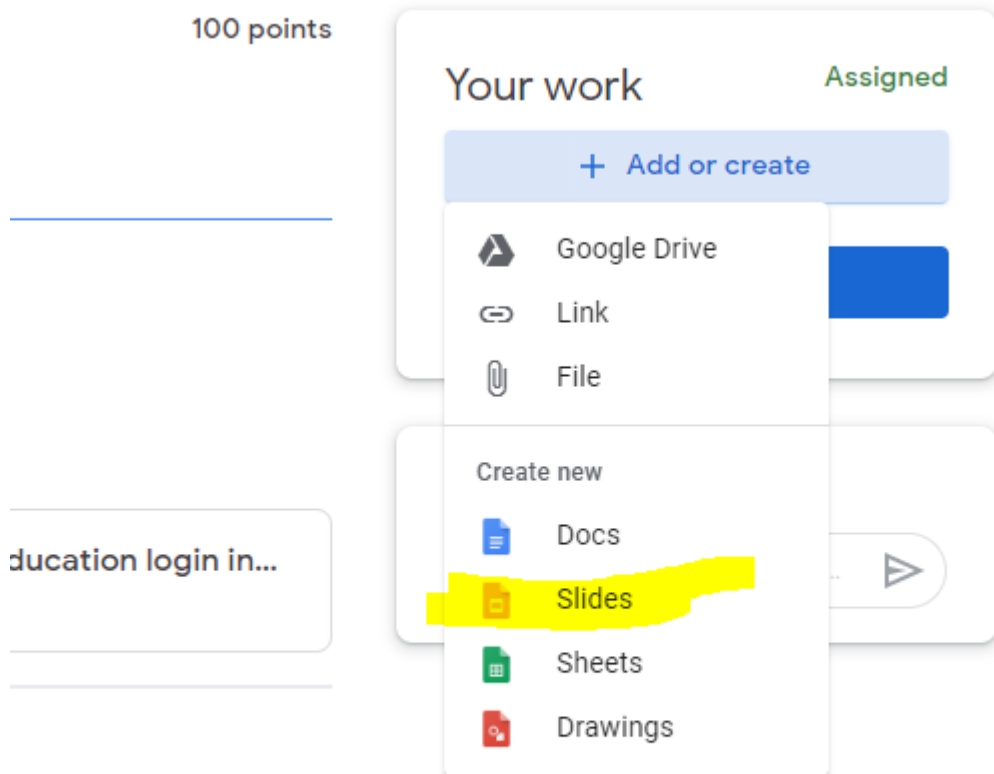 100 points
Your work
Assigned
+ Add or create
Google Drive
Link
File
Create new
Docs
ducation login in...
Slides
Sheets
Drawings